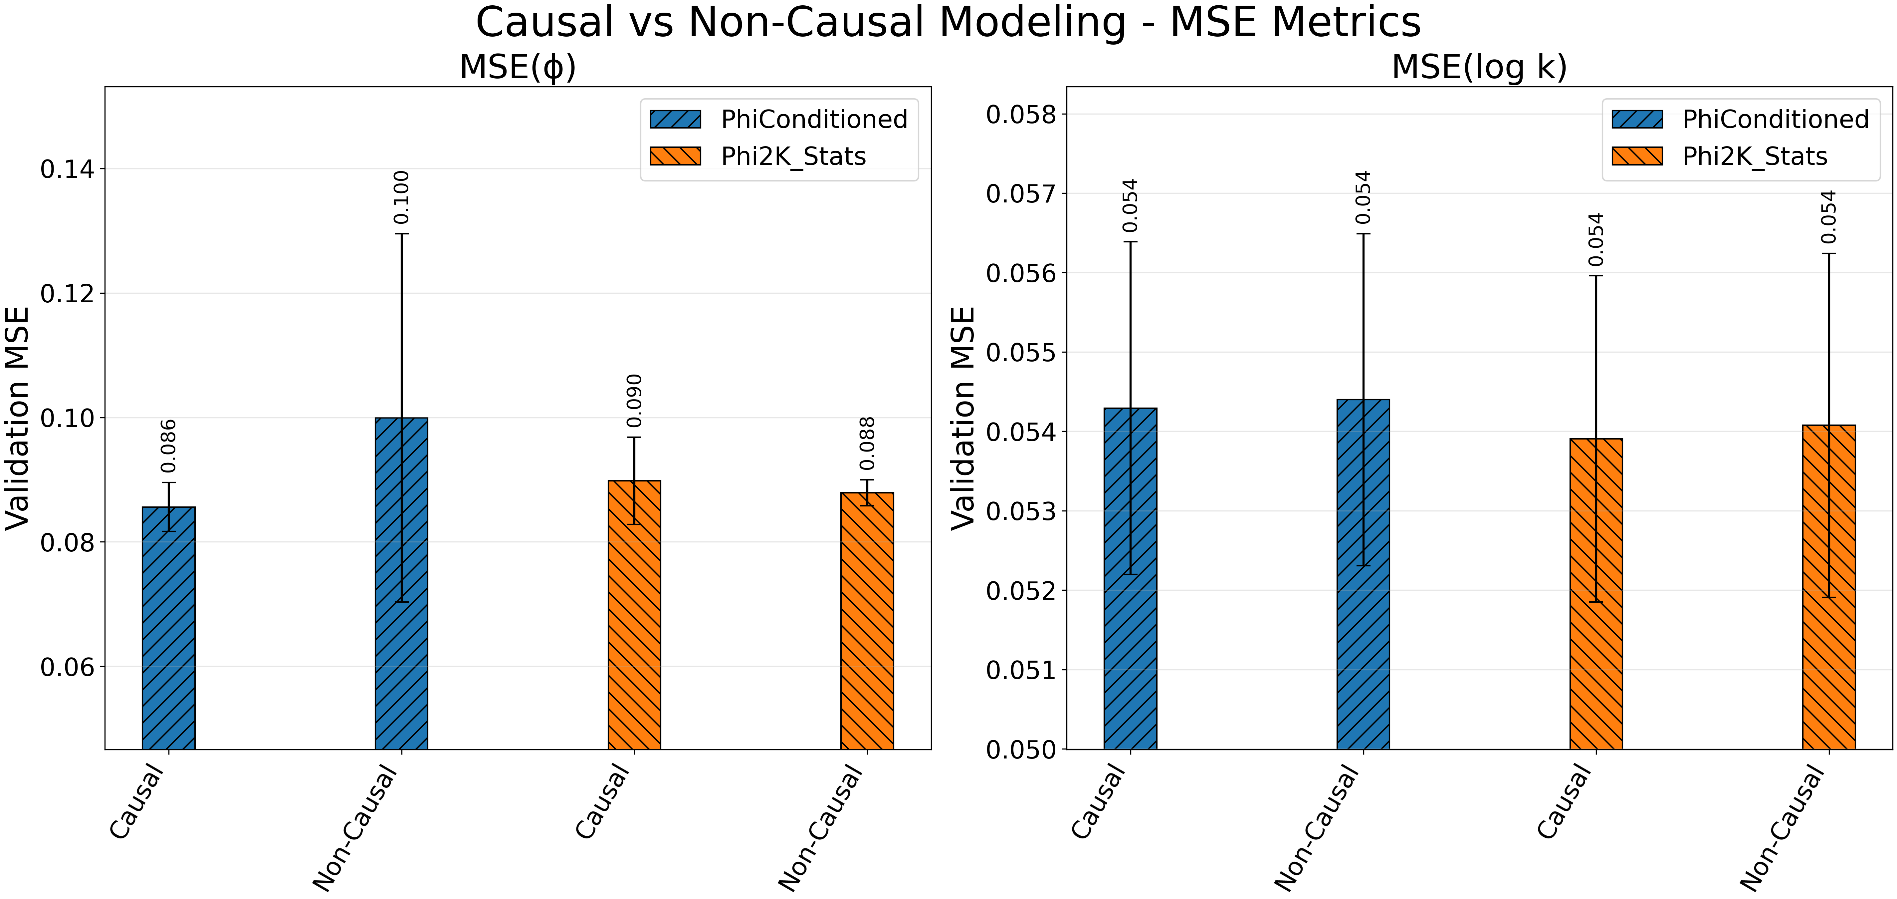 Causal vs Non-Causal Modeling - MSE Metrics
MSE(ϕ)
PhiConditioned
Phi2K_Stats
Validation MSE
0.14
0.12
0.10
0.08
0.06
0.086
0.100
0.090
0.088
Causal
Non-Causal
Causal
Non-Causal
MSE(log k)
PhiConditioned
Phi2K_Stats
Validation MSE
0.058
0.057
0.056
0.055
0.054
0.053
0.052
0.051
0.050
0.054
0.054
0.054
0.054
Causal
Non-Causal
Causal
Non-Causal